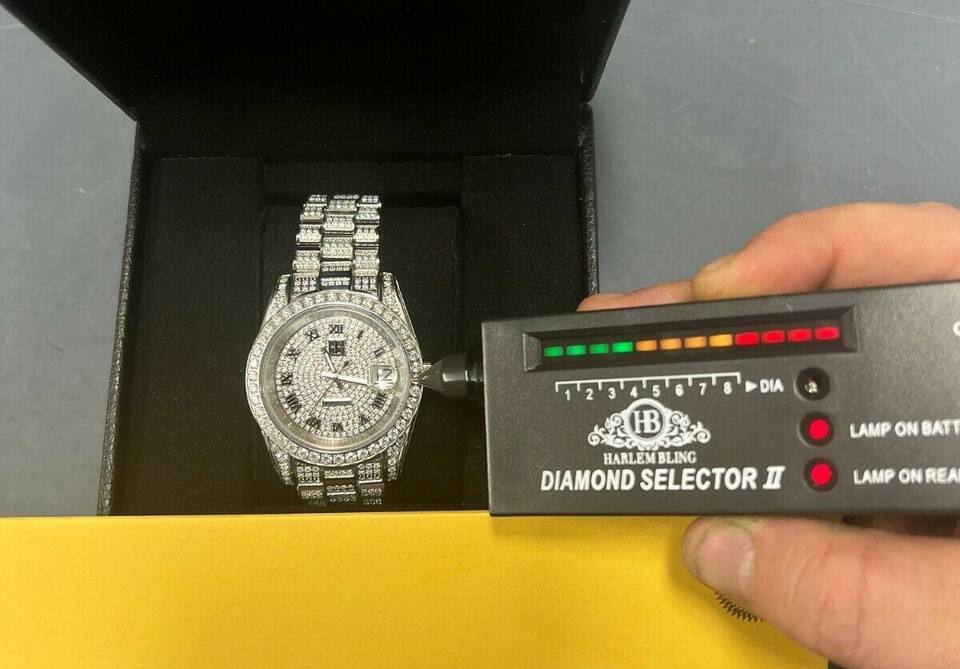 XII
1 2 3 4 5 6 7 8 ▶DIA
HB
HARLEM BLING
DIAMOND SELECTOR II
LAMP ON BATT
LAMP ON REA